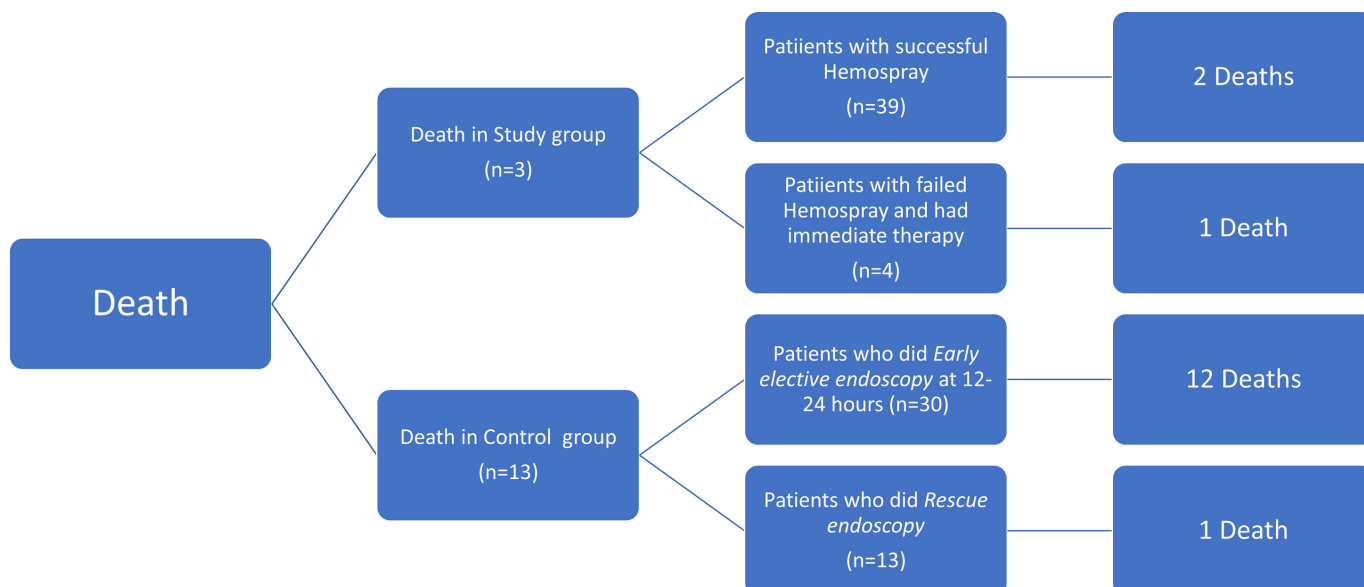 Death
Death in Study group
(n=3)
Patiients with successful
Hemospray
(n=39)
2 Deaths
Patiients with failed
Hemospray and had
immediate therapy
(n=4)
1 Death
Death in Control  group
(n=13)
Patients who did Early
elective endoscopy at 12-
24 hours (n=30)
12 Deaths
Patients who did Rescue
endoscopy
(n=13)
1 Death